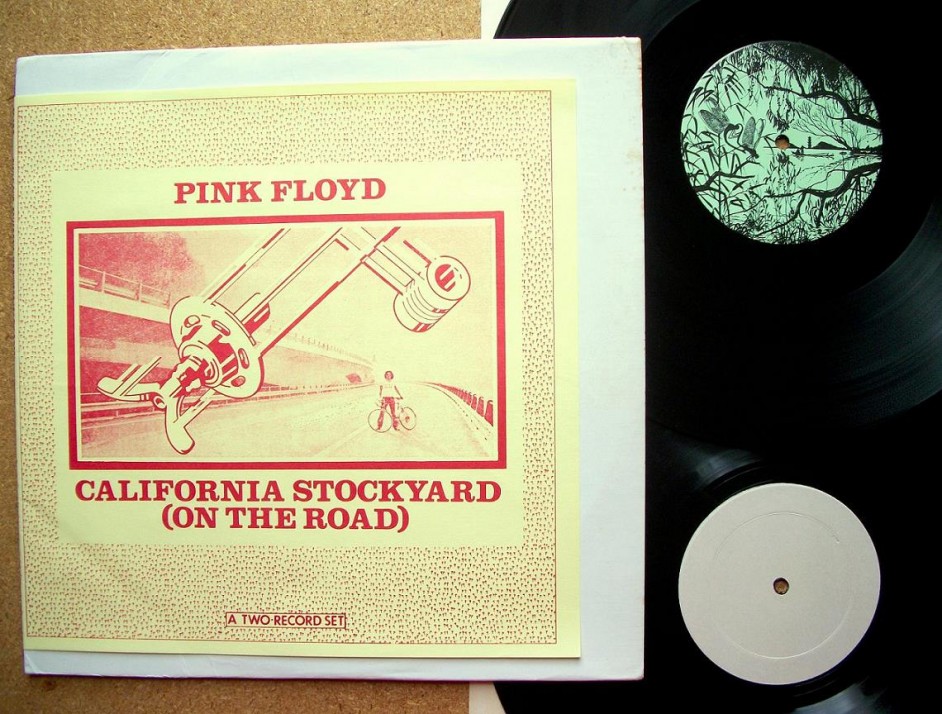 PINK FLOYD
CALIFORNIA STOCKYARD
(ON THE ROAD)
A TWO-RECORD SET